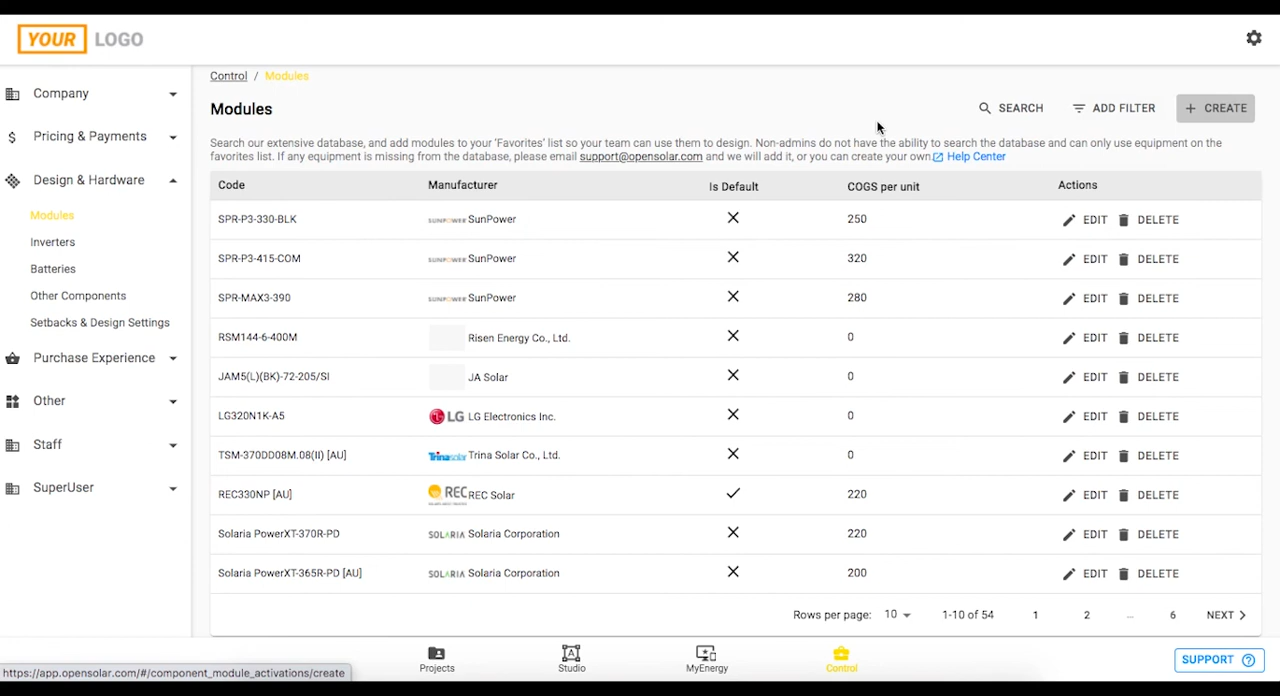 YOUR LOGO
Company
Pricing & Payments
Design & Hardware
Modules
Inverters
Batteries
Other Components
Setbacks & Design Settings
Purchase Experience
Other
Staff
SuperUser
Control / Modules
Modules
SEARCH
ADD FILTER
+ CREATE
Search our extensive database, and add modules to your 'Favorites' list so your team can use them to design. Non-admins do not have the ability to search the database and can only use equipment on the
favorites list. If any equipment is missing from the database, please email support@opensolar.com and we will add it, or you can create your own. Help Center
Code Manufacturer Is Default COGS per unit Actions
SPR-P3-330-BLK SUNPOWER SunPower 250 EDIT DELETE
SPR-P3-415-COM SUNPOWER SunPower 320 EDIT DELETE
SPR-MAX3-390 SUNPOWER SunPower 280 EDIT DELETE
RSM144-6-400M Risen Energy Co., Ltd. 0 EDIT DELETE
JAM5(L)(BK)-72-205/SI JA Solar 0 EDIT DELETE
LG320N1K-A5 LG LG Electronics Inc. 0 EDIT DELETE
TSM-370DD08M.08(II) [AU] Trinasolar Trina Solar Co., Ltd. 0 EDIT DELETE
REC330NP [AU] REC REC Solar 220 EDIT DELETE
Solaria PowerXT-370R-PD SOLARIA Solaria Corporation 220 EDIT DELETE
Solaria PowerXT-365R-PD [AU] SOLARIA Solaria Corporation 200 EDIT DELETE
Rows per page: 10 1-10 of 54 1 2 ... 6 NEXT
Projects
Studio
MyEnergy
Control
SUPPORT
https://app.opensolar.com/#/component_module_activations/create